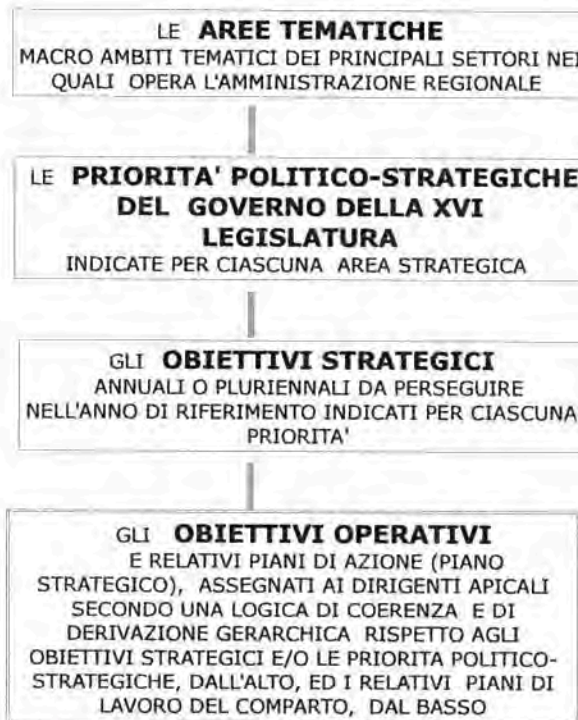 LE AREE TEMATICHE
MACRO AMBITI TEMATICI DEI PRINCIPALI SETTORI NEI
QUALI OPERA L'AMMINISTRAZIONE REGIONALE
LE PRIORITA' POLITICO-STRATEGICHE
DEL GOVERNO DELLA XVI
LEGISLATURA
INDICATE PER CIASCUNA AREA STRATEGICA
GLI OBIETTIVI STRATEGICI
ANNUALI O PLURIENNALI DA PERSEGUIRE
NELL'ANNO DI RIFERIMENTO INDICATI PER CIASCUNA
PRIORITA'
GLI OBIETTIVI OPERATIVI
E RELATIVI PIANI DI AZIONE (PIANO
STRATEGICO), ASSEGNATI AI DIRIGENTI APICALI
SECONDO UNA LOGICA DI COERENZA E DI
DERIVAZIONE GERARCHICA RISPETTO AGLI
OBIETTIVI STRATEGICI E/O LE PRIORITA POLITICO-
STRATEGICHE, DALL'ALTO, ED I RELATIVI PIANI DI
LAVORO DEL COMPARTO, DAL BASSO